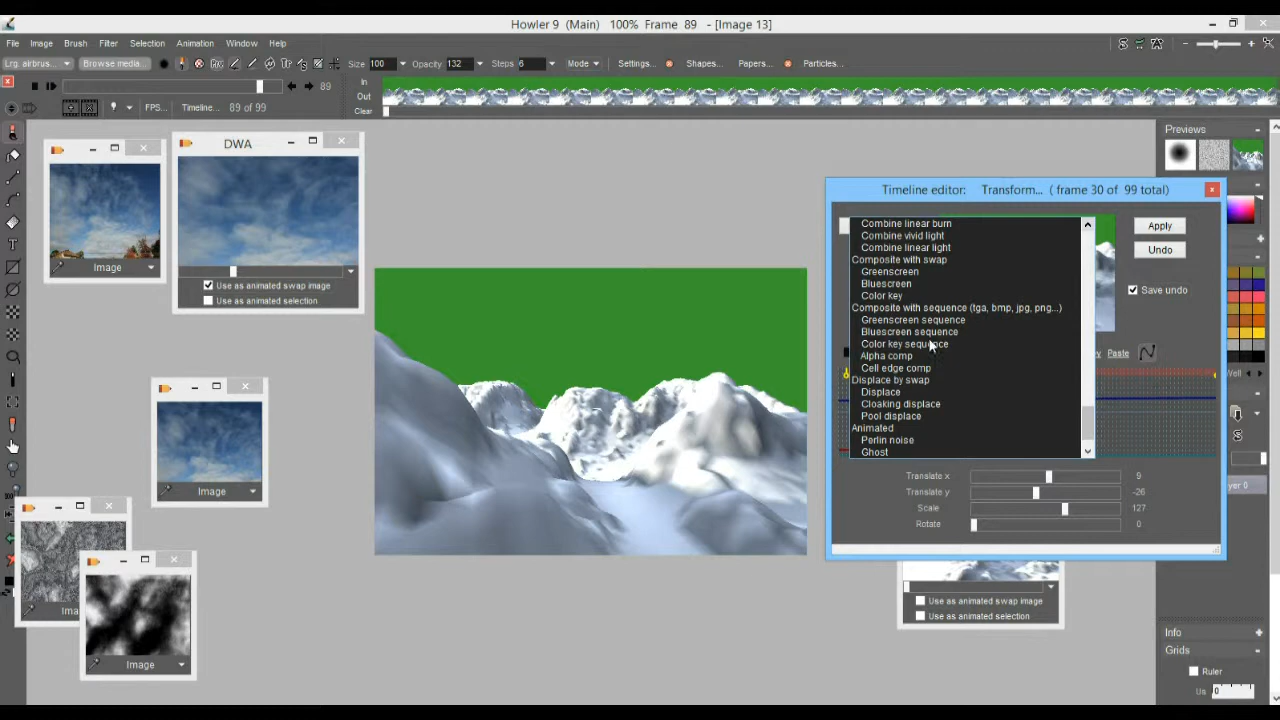 Howler 9 (Main) 100% Frame 89 - [Image 13]
File Image Brush Filter Selection Animation Window Help
Lrg. airbrus... Browse media... Size 100 Opacity 132 Steps 6 Mode Settings... Shapes... Papers... Particles...
89 In
Out
FPS... Timeline... 89 of 99 Clear
Previews
DWA
Image
Use as animated swap image
Use as animated selection
Image
Image
Timeline editor: Transform... ( frame 30 of 99 total)
Combine linear burn
Combine vivid light
Combine linear light
Composite with swap
Greenscreen
Bluescreen
Color key
Composite with sequence (tga, bmp, jpg, png...)
Greenscreen sequence
Bluescreen sequence
Color key sequence
Alpha comp
Cell edge comp
Displace by swap
Displace
Cloaking displace
Pool displace
Animated
Perlin noise
Ghost
Apply
Undo
Save undo
Paste
Translate x 9
Translate y -26
Scale 127
Rotate 0
Use as animated swap image
Use as animated selection
Info
Grids
Ruler
0